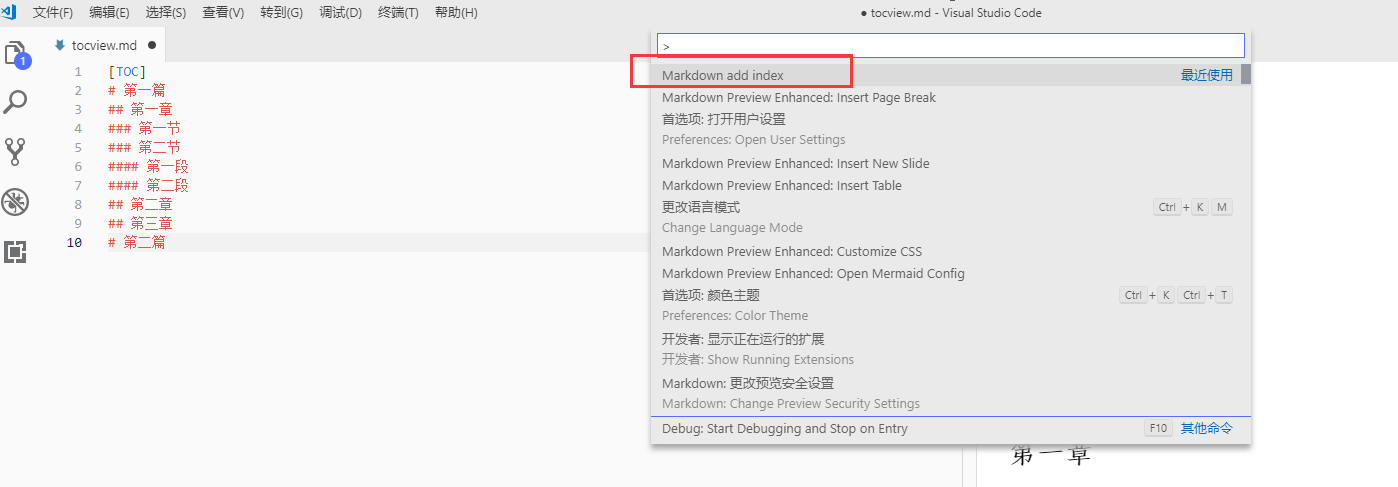 文件(F) 编辑(E) 选择(S) 查看(V) 转到(G) 调试(D) 终端(T) 帮助(H) ● tocview.md - Visual Studio Code
tocview.md ●
1
1 [TOC]
2 # 第一篇
3 ## 第一章
4 ### 第一节
5 ### 第二节
6 #### 第一段
7 #### 第二段
8 ## 第二章
9 ## 第三章
10 # 第二篇
>
Markdown add index 最近使用
Markdown Preview Enhanced: Insert Page Break
首选项: 打开用户设置
Preferences: Open User Settings
Markdown Preview Enhanced: Insert New Slide
Markdown Preview Enhanced: Insert Table
更改语言模式 Ctrl + K M
Change Language Mode
Markdown Preview Enhanced: Customize CSS
Markdown Preview Enhanced: Open Mermaid Config
首选项: 颜色主题 Ctrl + K Ctrl + T
Preferences: Color Theme
开发者: 显示正在运行的扩展
开发者: Show Running Extensions
Markdown: 更改预览安全设置
Markdown: Change Preview Security Settings
Debug: Start Debugging and Stop on Entry F10 其他命令
第一章